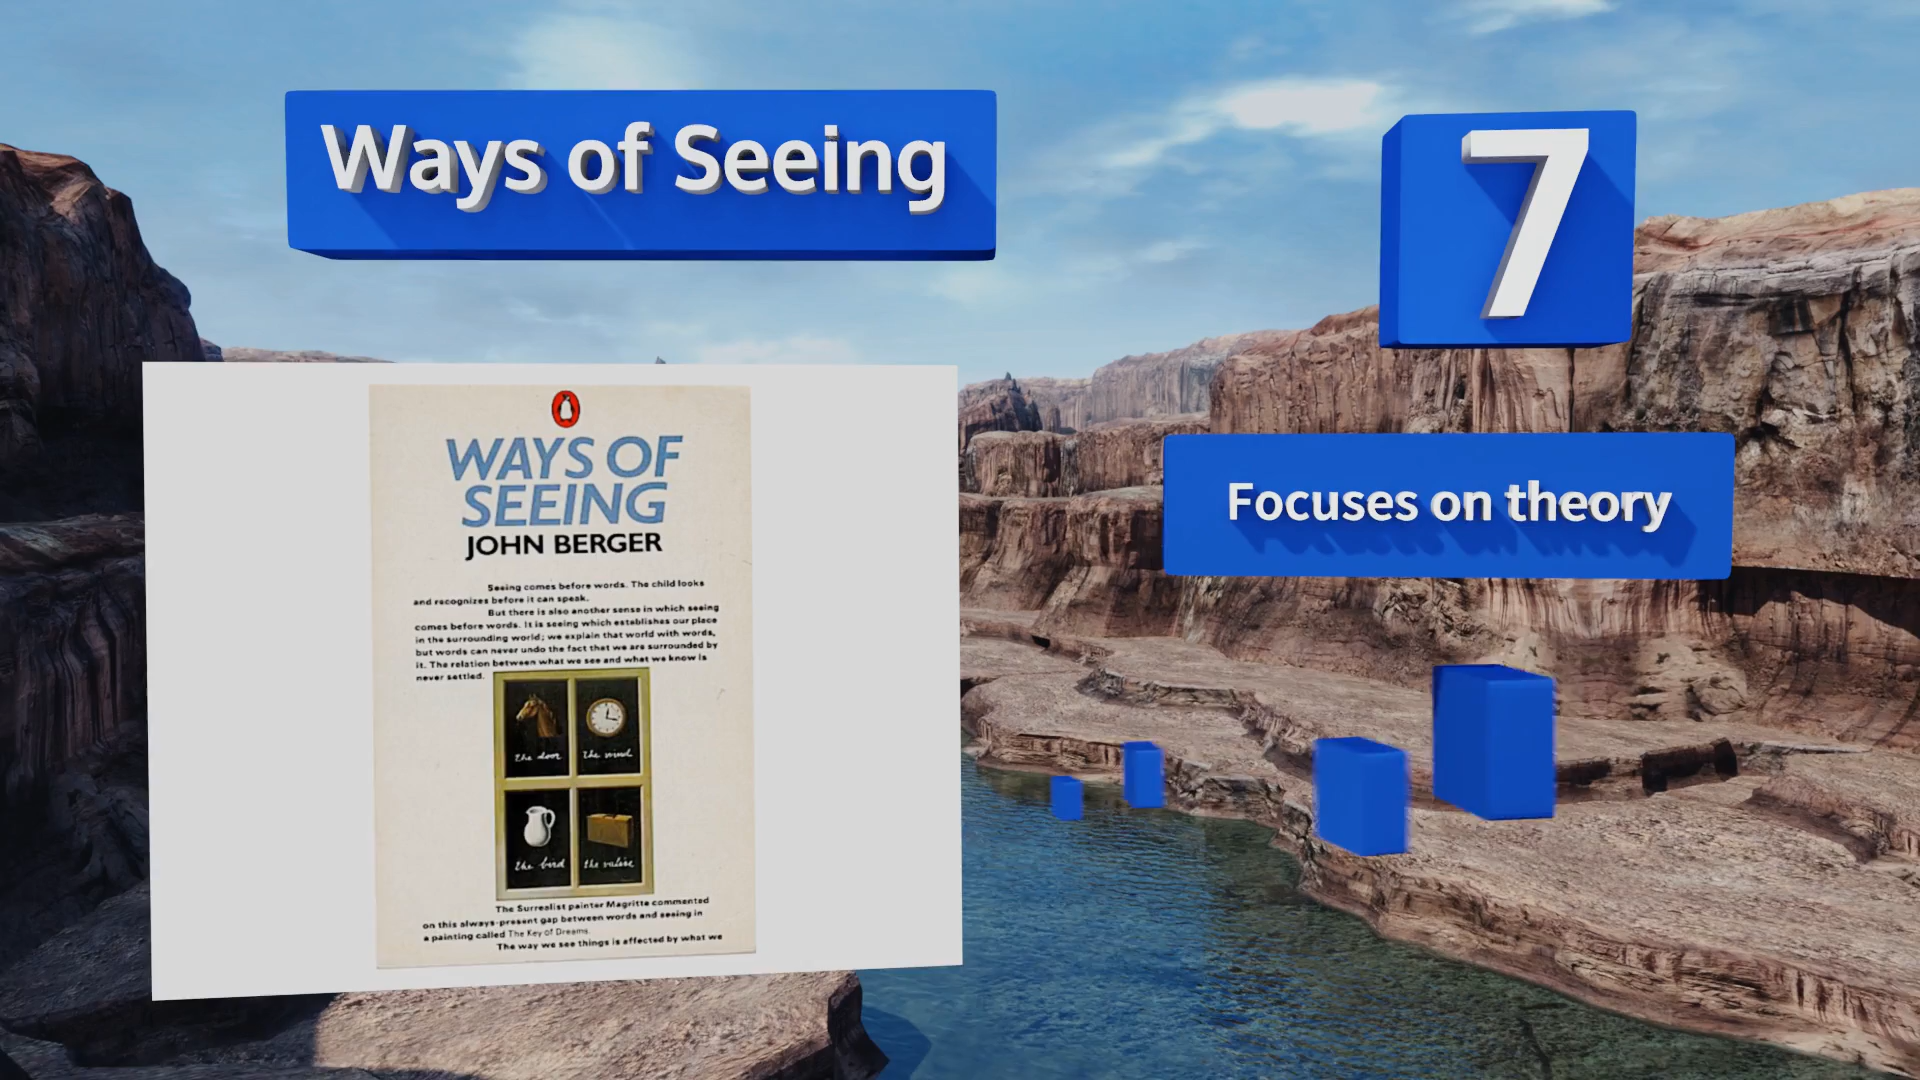 Ways of Seeing
7
Focuses on theory
WAYS OF
SEEING
JOHN BERGER
Seeing comes before words. The child looks
and recognizes before it can speak.
But there is also another sense in which seeing
comes before words. It is seeing which establishes our place
in the surrounding world; we explain that world with words,
but words can never undo the fact that we are surrounded by
it. The relation between what we see and what we know is
never settled.
the door
the wind
the bird
the valise
The Surrealist painter Magritte commented
on this always-present gap between words and seeing in
a painting called The Key of Dreams.
The way we see things is affected by what we